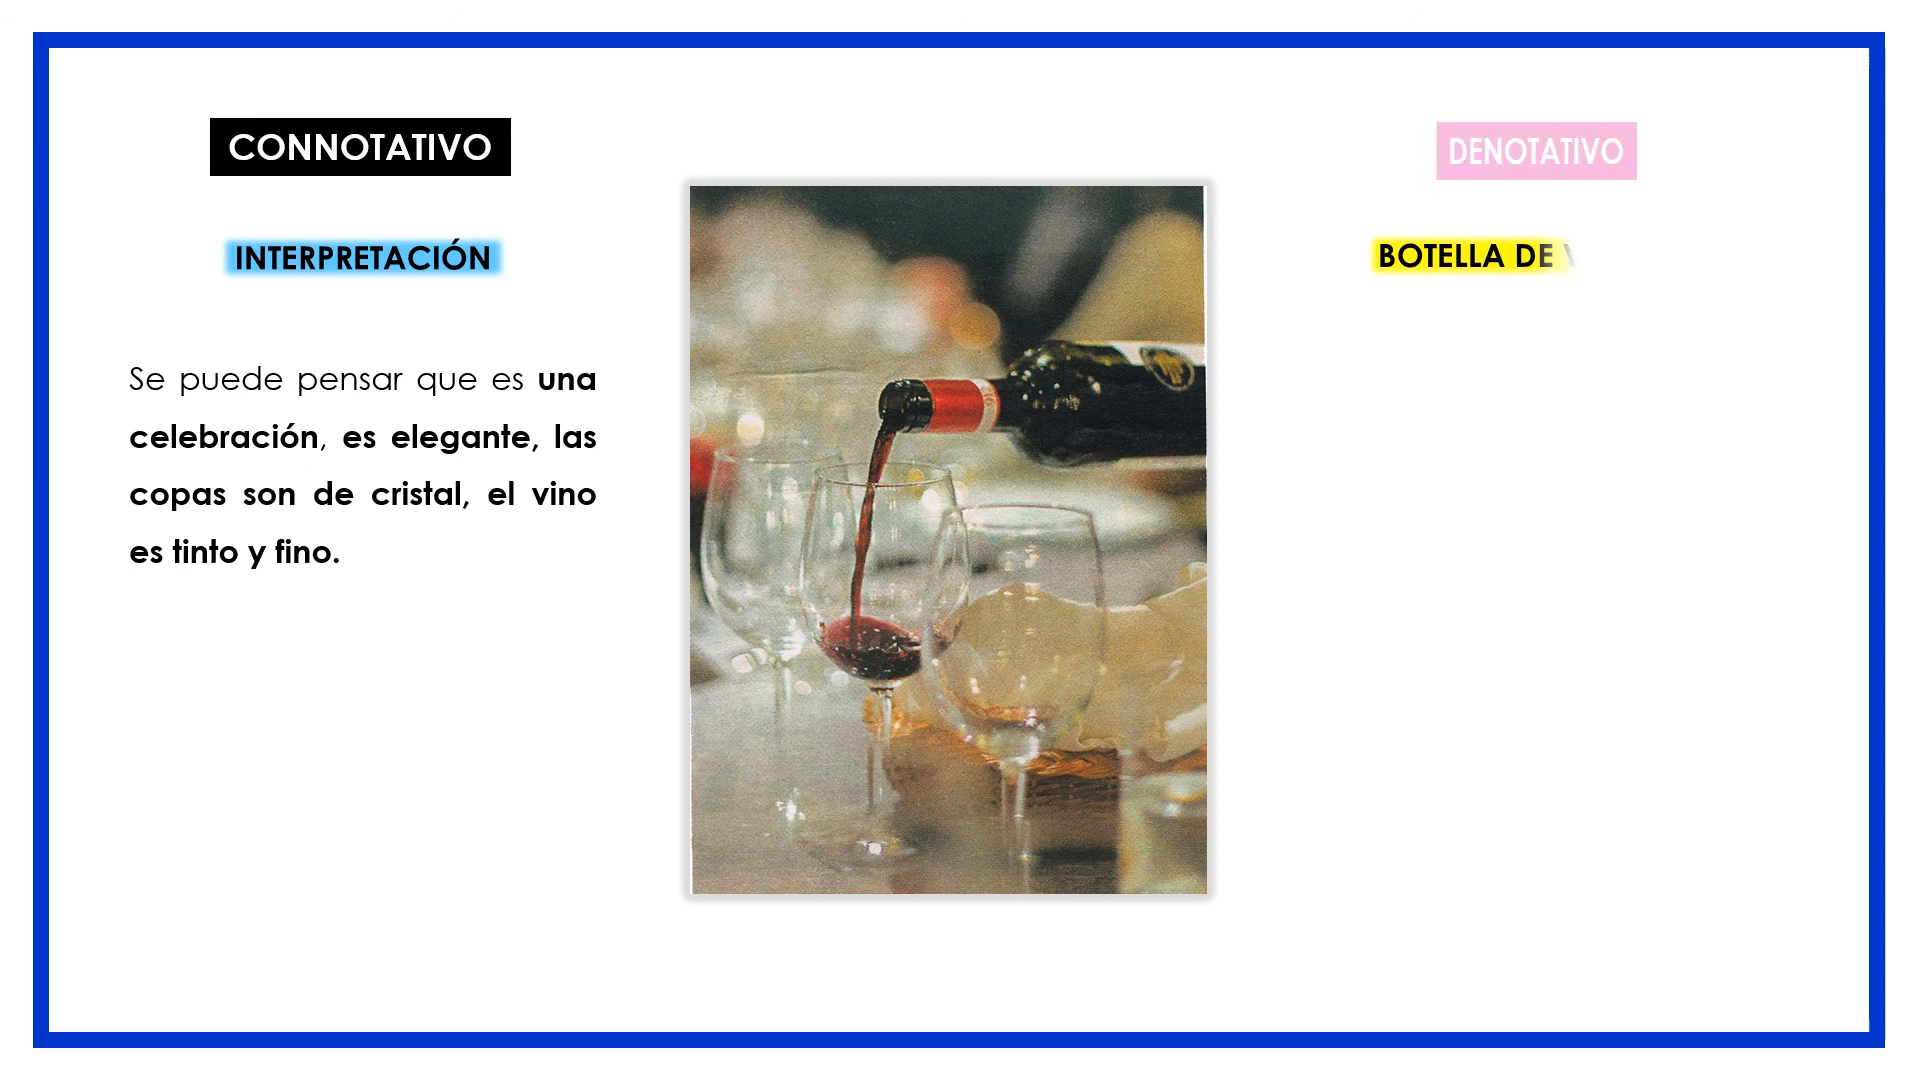 CONNOTATIVO
INTERPRETACIÓN
Se puede pensar que es una
celebración, es elegante, las
copas son de cristal, el vino
es tinto y fino.
DENOTATIVO
BOTELLA DE